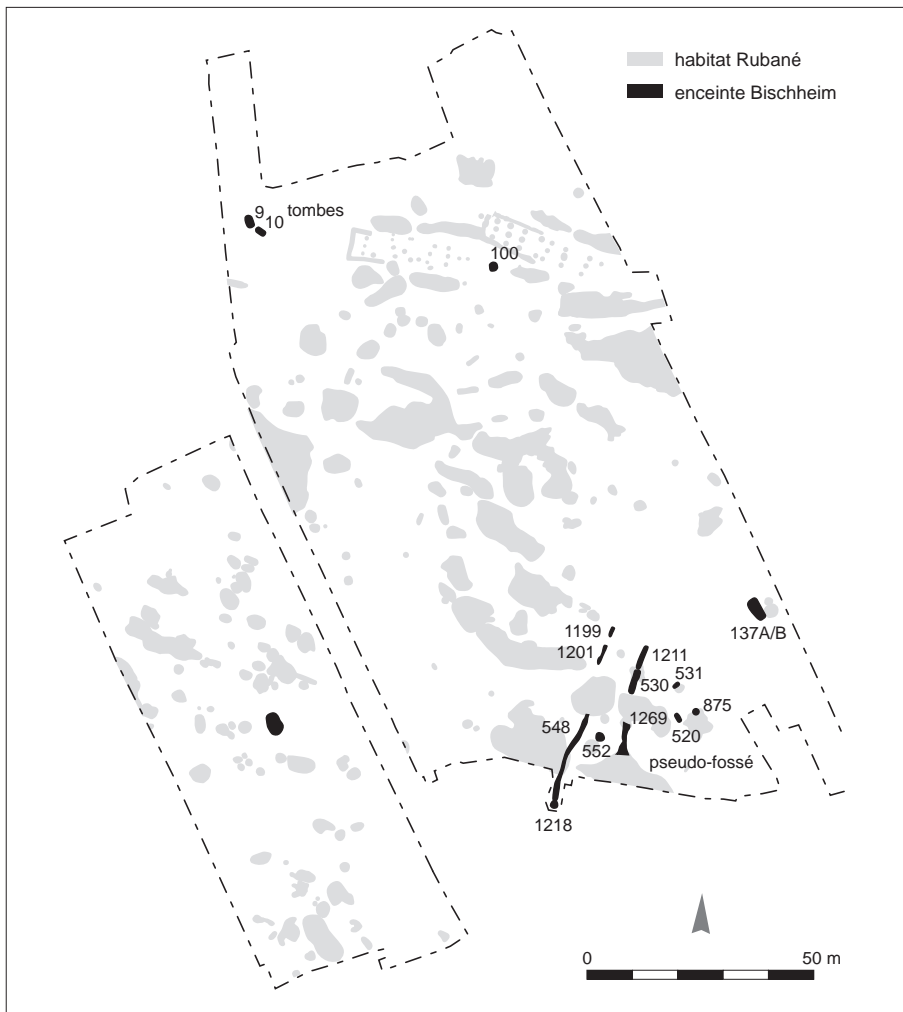 habitat Rubané
enceinte Bischheim
9
10
tombes
100
137A/B
1199
1201
1211
531
530
875
548
1269
520
552
pseudo-fossé
1218
0
50 m